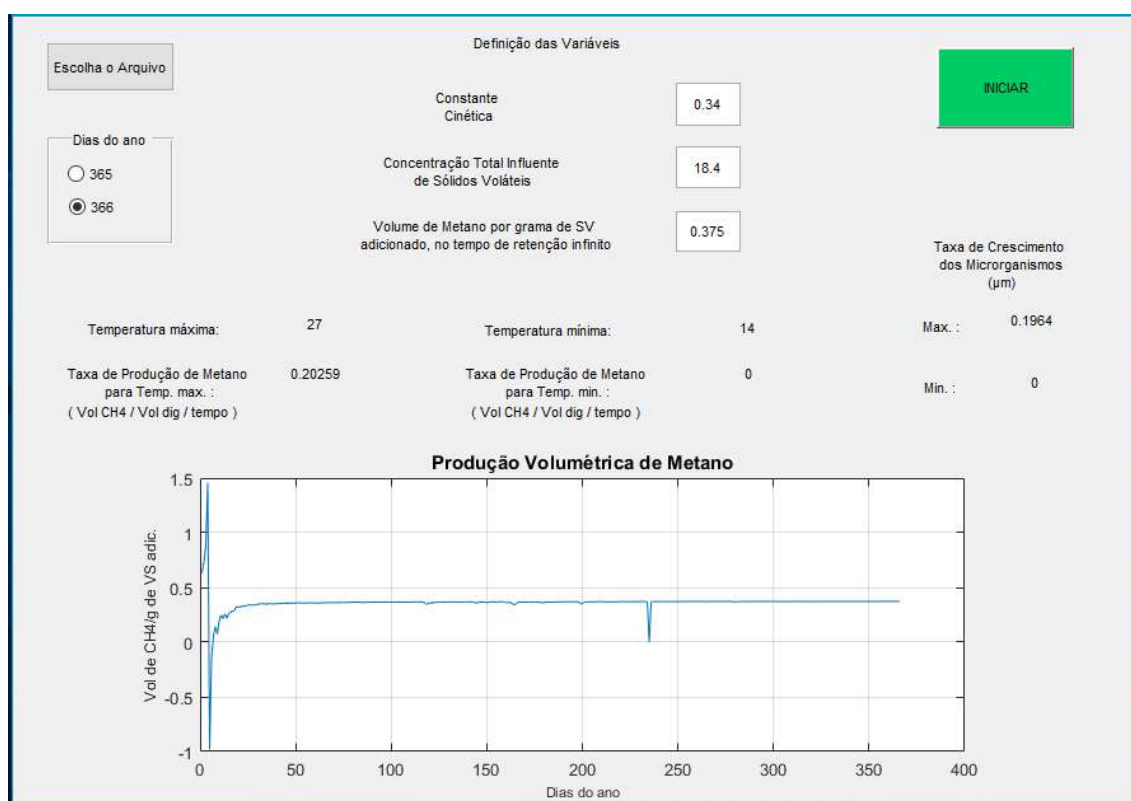 Definição das Variáveis
Escolha o Arquivo
INICIAR
Constante
Cinética
0.34
Dias do ano
365
366
Concentração Total Influente
de Sólidos Voláteis
18.4
Volume de Metano por grama de SV
adicionado, no tempo de retenção infinito
0.375
Taxa de Crescimento
dos Microrganismos
(µm)
Temperatura máxima:
27
Temperatura mínima:
14
Max. :
0.1964
Taxa de Produção de Metano
para Temp. max. :
( Vol CH4 / Vol dig / tempo )
0.20259
Taxa de Produção de Metano
para Temp. min. :
( Vol CH4 / Vol dig / tempo )
0
Min. :
0
Produção Volumétrica de Metano
Vol de CH4/g de VS adic.
1.5
1
0.5
0
-0.5
-1
0 50 100 150 200 250 300 350 400
Dias do ano